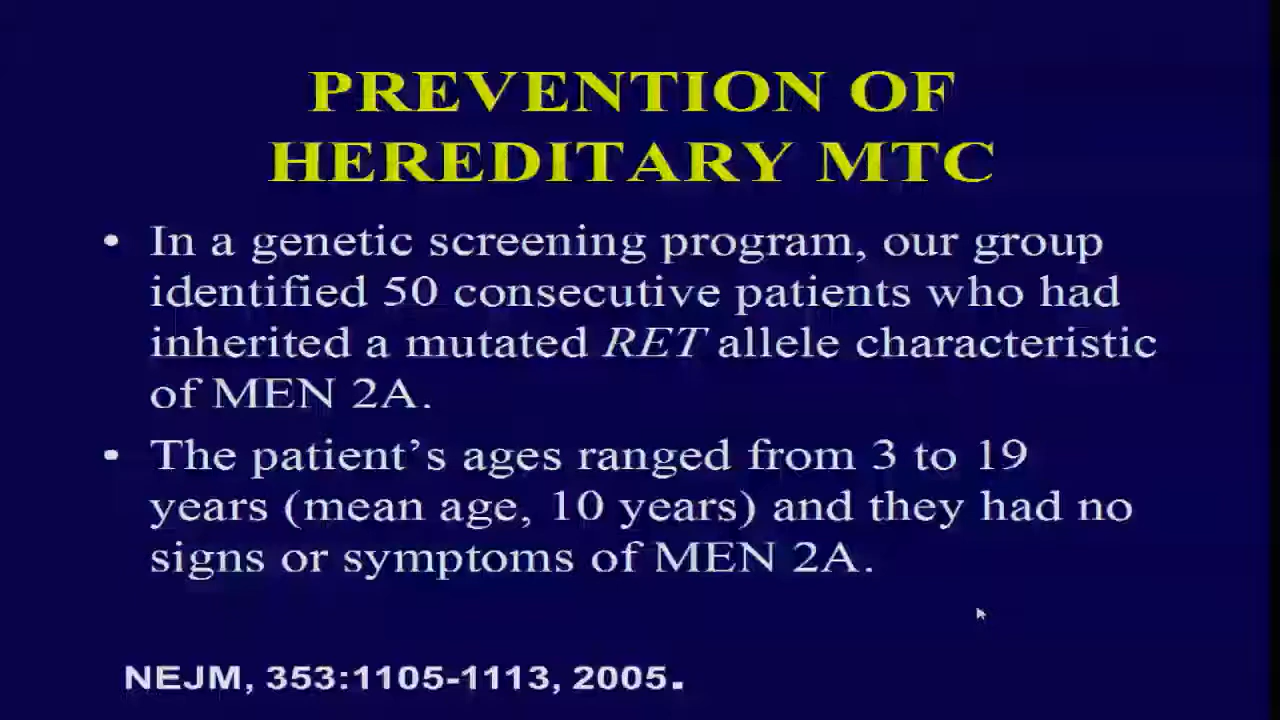 PREVENTION OF
HEREDITARY MTC
• In a genetic screening program, our group
identified 50 consecutive patients who had
inherited a mutated RET allele characteristic
of MEN 2A.
• The patient’s ages ranged from 3 to 19
years (mean age, 10 years) and they had no
signs or symptoms of MEN 2A.
NEJM, 353:1105-1113, 2005.